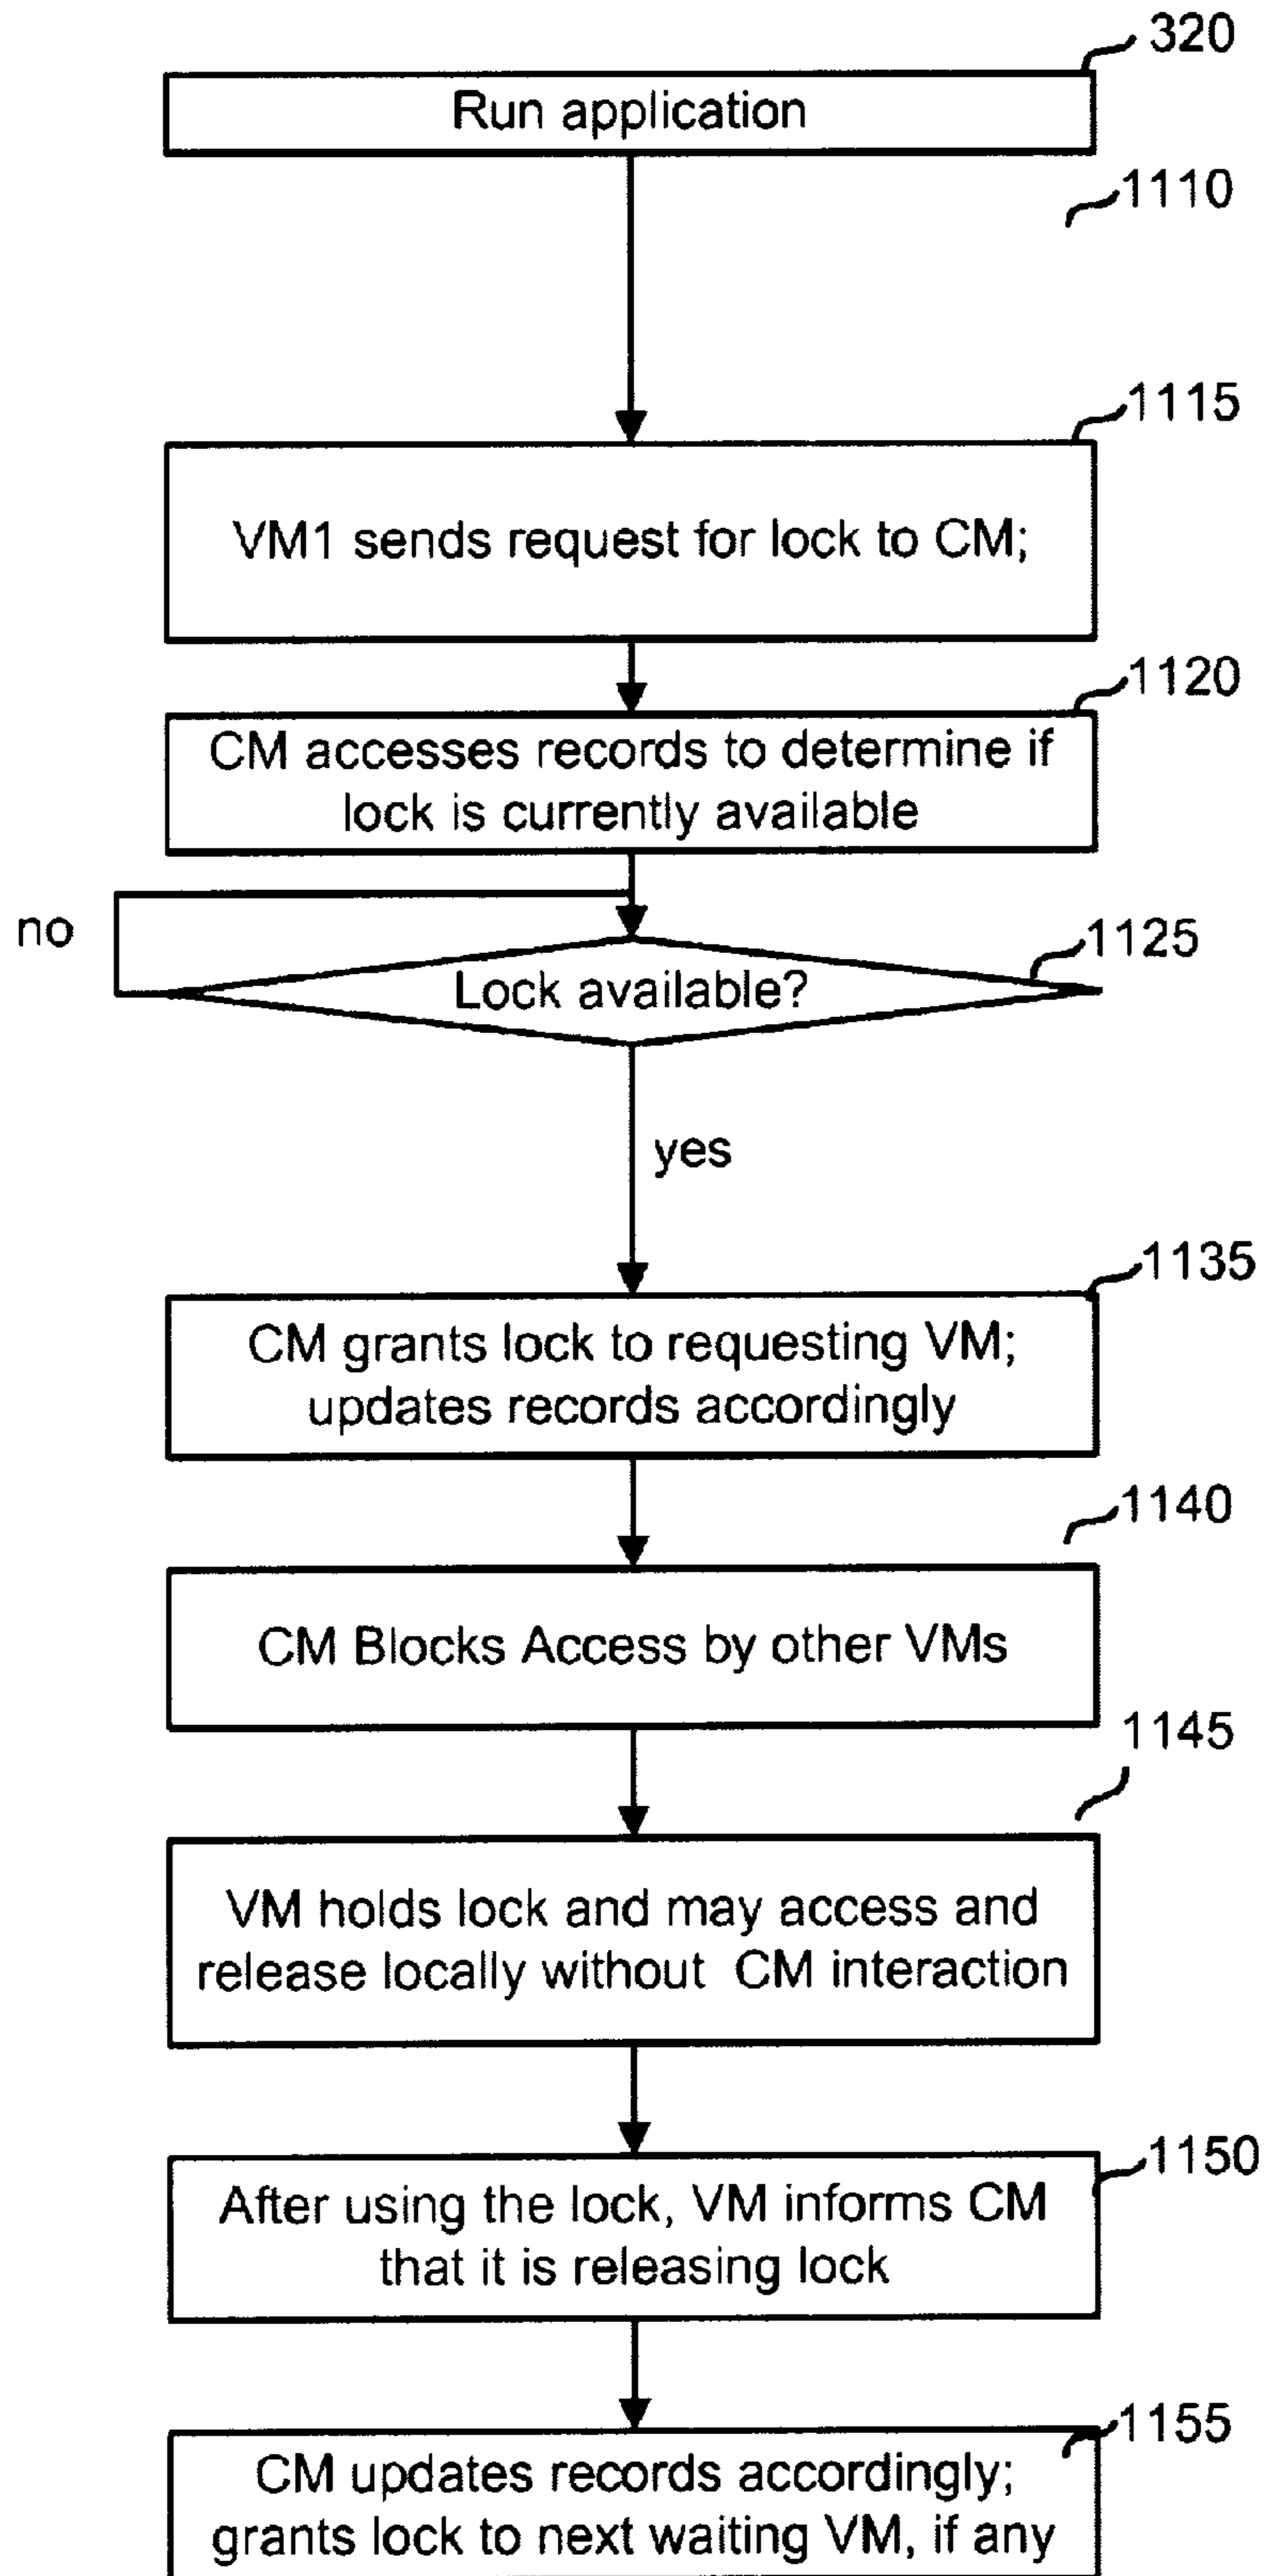 320
Run application
1110
1115
VM1 sends request for lock to CM;
1120
CM accesses records to determine if
lock is currently available
no
1125
Lock available?
yes
1135
CM grants lock to requesting VM;
updates records accordingly
1140
CM Blocks Access by other VMs
1145
VM holds lock and may access and
release locally without CM interaction
1150
After using the lock, VM informs CM
that it is releasing lock
1155
CM updates records accordingly;
grants lock to next waiting VM, if any